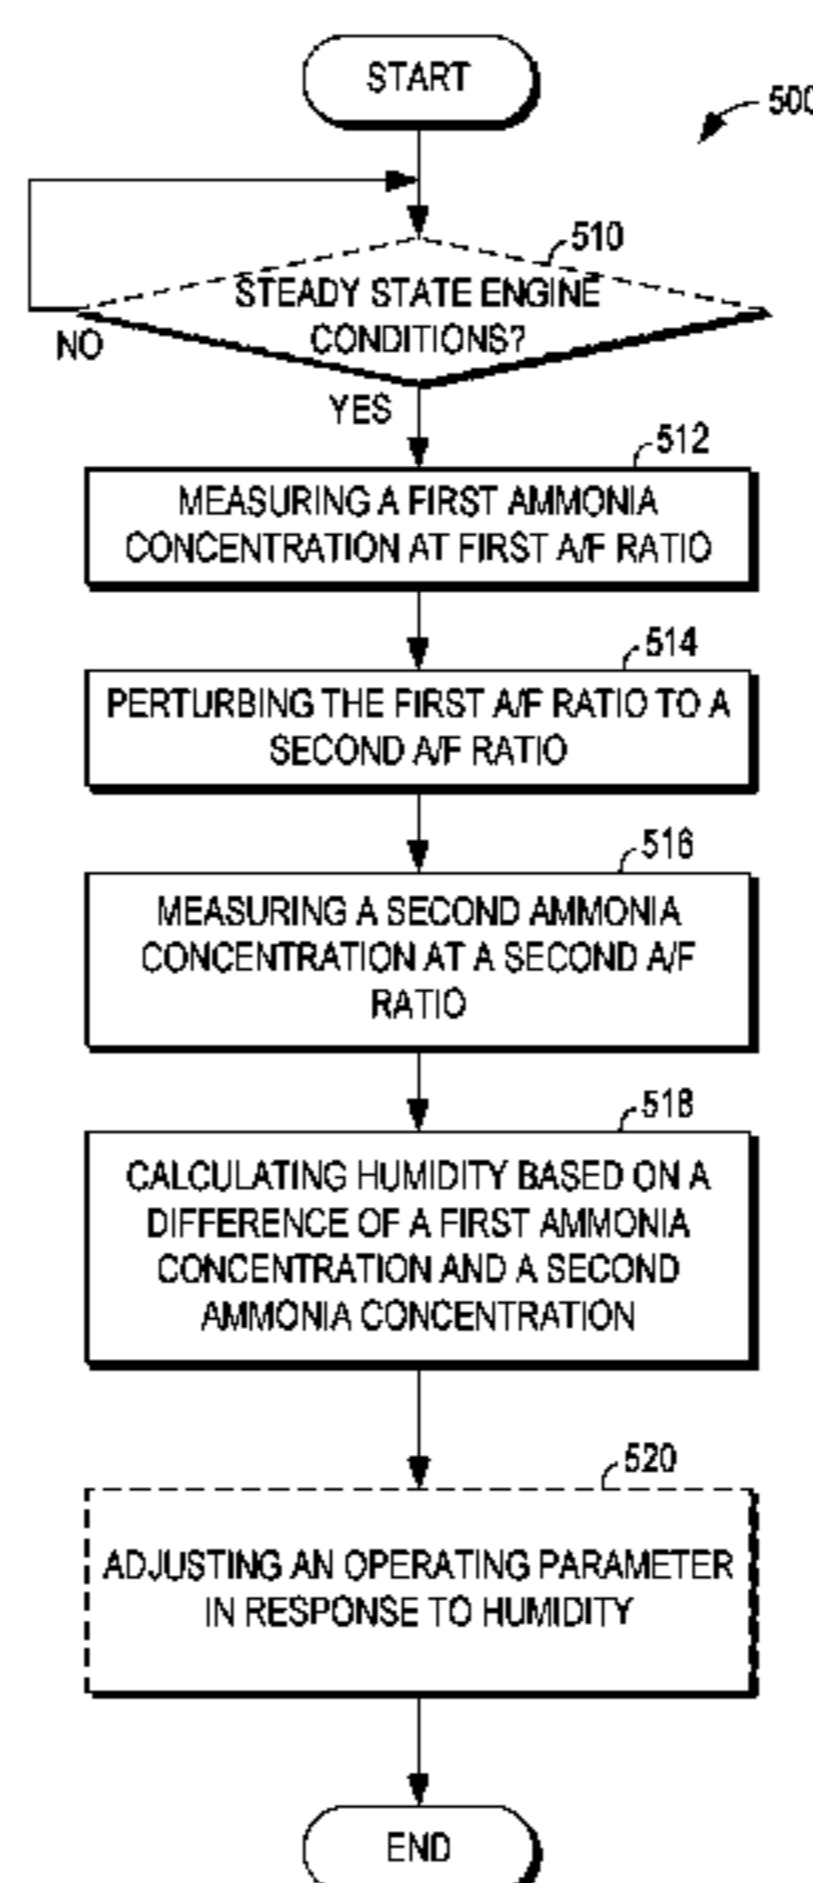 START
500
510
STEADY STATE ENGINE
CONDITIONS?
NO
YES
512
MEASURING A FIRST AMMONIA
CONCENTRATION AT FIRST A/F RATIO
514
PERTURBING THE FIRST A/F RATIO TO A
SECOND A/F RATIO
516
MEASURING A SECOND AMMONIA
CONCENTRATION AT A SECOND A/F
RATIO
518
CALCULATING HUMIDITY BASED ON A
DIFFERENCE OF A FIRST AMMONIA
CONCENTRATION AND A SECOND
AMMONIA CONCENTRATION
520
ADJUSTING AN OPERATING PARAMETER
IN RESPONSE TO HUMIDITY
END